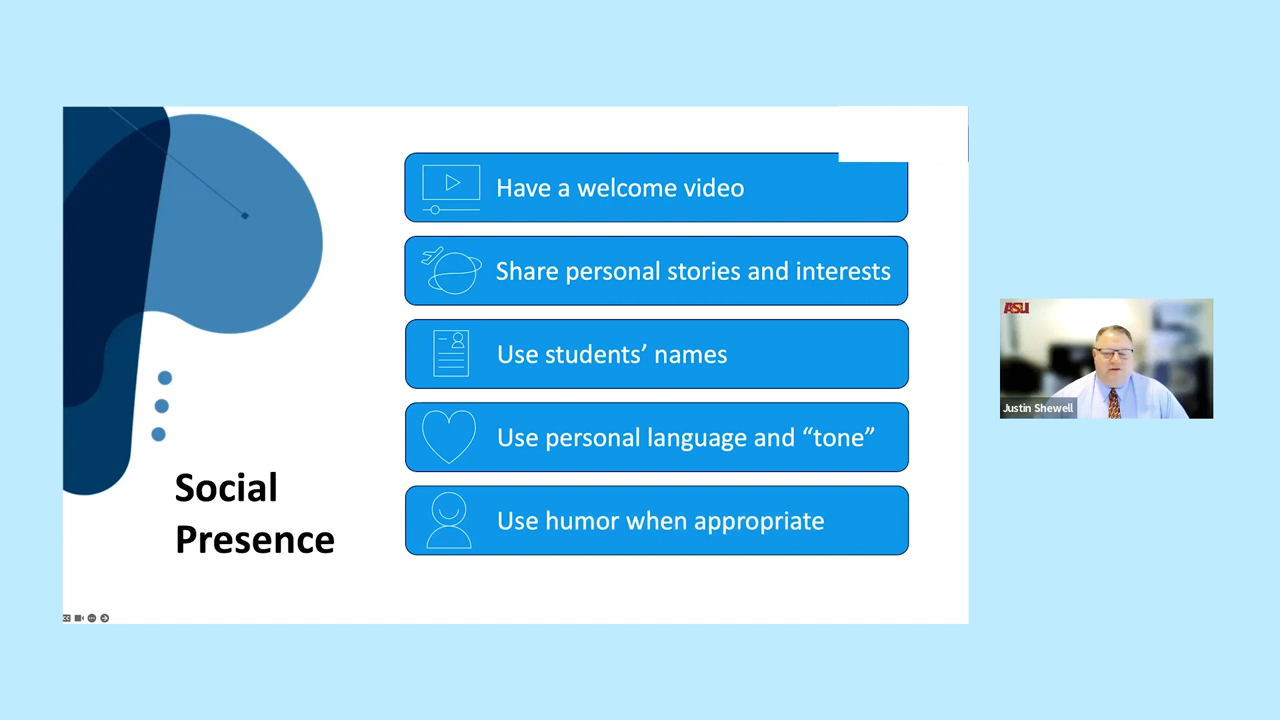 Have a welcome video
Share personal stories and interests
Use students’ names
Use personal language and “tone”
Use humor when appropriate
Social
Presence
ASU
Justin Shewell